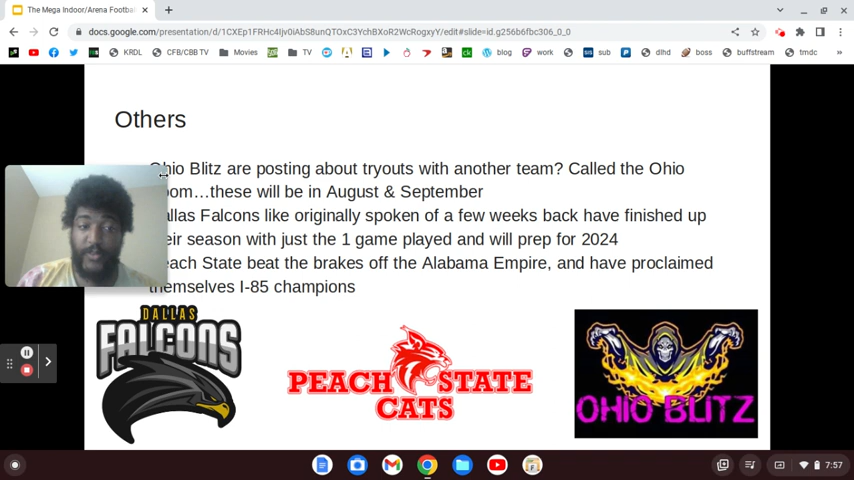 The Mega Indoor/Arena Footbal
docs.google.com/presentation/d/1CXEp1FRHc4Ijv0iAbS8unQTOxC3YchBXoR2WcRogxyY/edit#slide=id.g256b6fbc306_0_0
KRDL CFB/CBB TV Movies TV blog work sub dlhd boss buffstream tmdc »
Others
Ohio Blitz are posting about tryouts with another team? Called the Ohio
oom…these will be in August & September
allas Falcons like originally spoken of a few weeks back have finished up
eir season with just the 1 game played and will prep for 2024
each State beat the brakes off the Alabama Empire, and have proclaimed
themselves I-85 champions
DALLAS
FALCONS
PEACH STATE
CATS
OHIO BLITZ
7:57